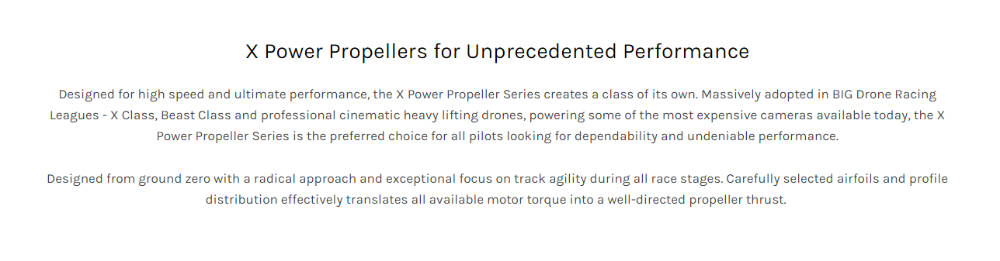 X Power Propellers for Unprecedented Performance
Designed for high speed and ultimate performance, the X Power Propeller Series creates a class of its own. Massively adopted in BIG Drone Racing
Leagues - X Class, Beast Class and professional cinematic heavy lifting drones, powering some of the most expensive cameras available today, the X
Power Propeller Series is the preferred choice for all pilots looking for dependability and undeniable performance.
Designed from ground zero with a radical approach and exceptional focus on track agility during all race stages. Carefully selected airfoils and profile
distribution effectively translates all available motor torque into a well-directed propeller thrust.